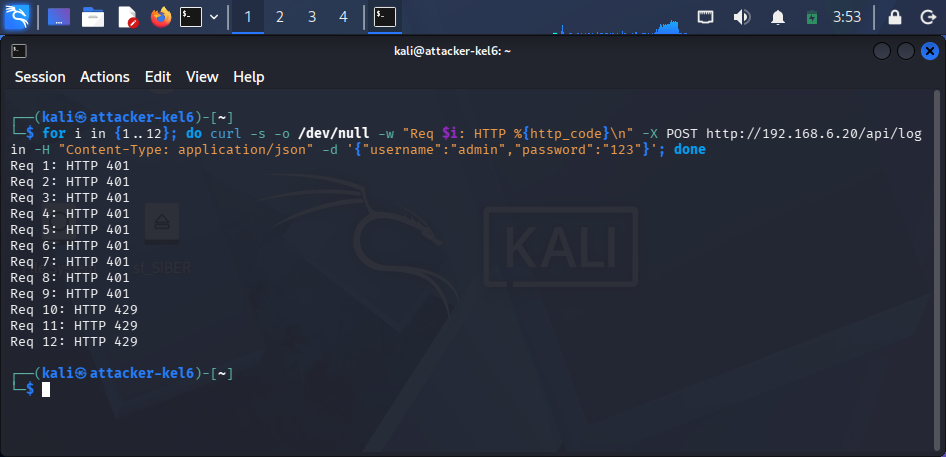 1 2 3 4 3:53
kali@attacker-kel6: ~
Session Actions Edit View Help
┌──(kali㉿attacker-kel6)-[~]
└─$ for i in {1..12}; do curl -s -o /dev/null -w "Req $i: HTTP %{http_code}\n" -X POST http://192.168.6.20/api/log
in -H "Content-Type: application/json" -d '{"username":"admin","password":"123"}'; done
Req 1: HTTP 401
Req 2: HTTP 401
Req 3: HTTP 401
Req 4: HTTP 401
Req 5: HTTP 401
Req 6: HTTP 401
Req 7: HTTP 401
Req 8: HTTP 401
Req 9: HTTP 401
Req 10: HTTP 429
Req 11: HTTP 429
Req 12: HTTP 429
┌──(kali㉿attacker-kel6)-[~]
└─$
KALI